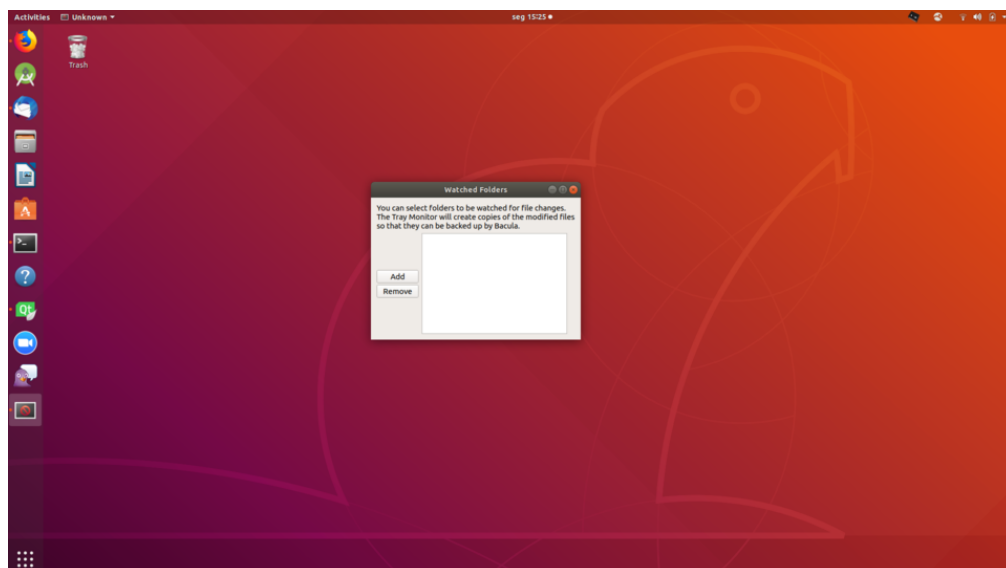 Activities Unknown seg 15:25
Trash
Watched Folders
You can select folders to be watched for file changes.
The Tray Monitor will create copies of the modified files
so that they can be backed up by Bacula.
Add
Remove